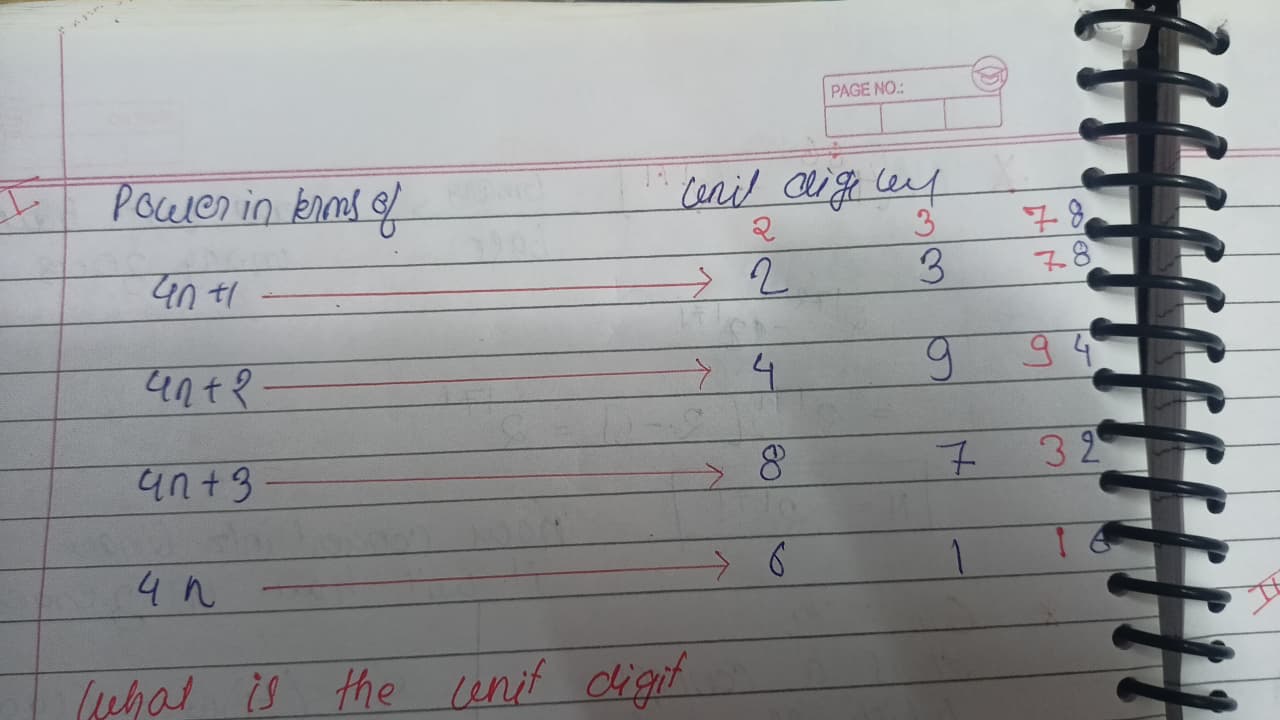 PAGE NO.:
I Power in terms of unit digit
2 3 7 8
4n+1 → 2 3 7 8
4n+2 → 4 9 9 4
4n+3 → 8 7 3 2
4n → 6 1 1 6
II
What is the unit digit